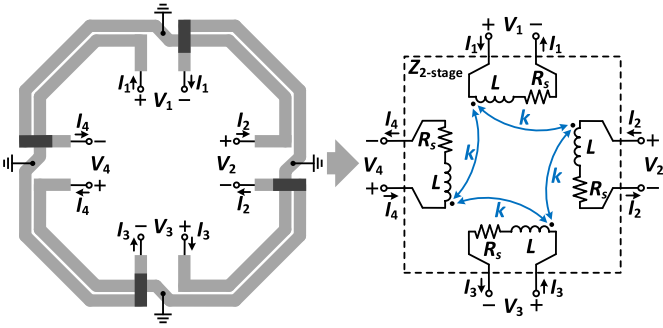 I₁ I₁
+ V₁ −
I₄ −
V₄
+ I₄
I₂ +
V₂
− I₂
− V₃ +
I₃ I₃
+ V₁ −
I₁ I₁
Z₂₋stage
L Rₛ
k k
I₄ − Rₛ
V₄
+ L
I₄
I₂ + L
V₂
Rₛ −
I₂
k k
Rₛ L
I₃ I₃
− V₃ +